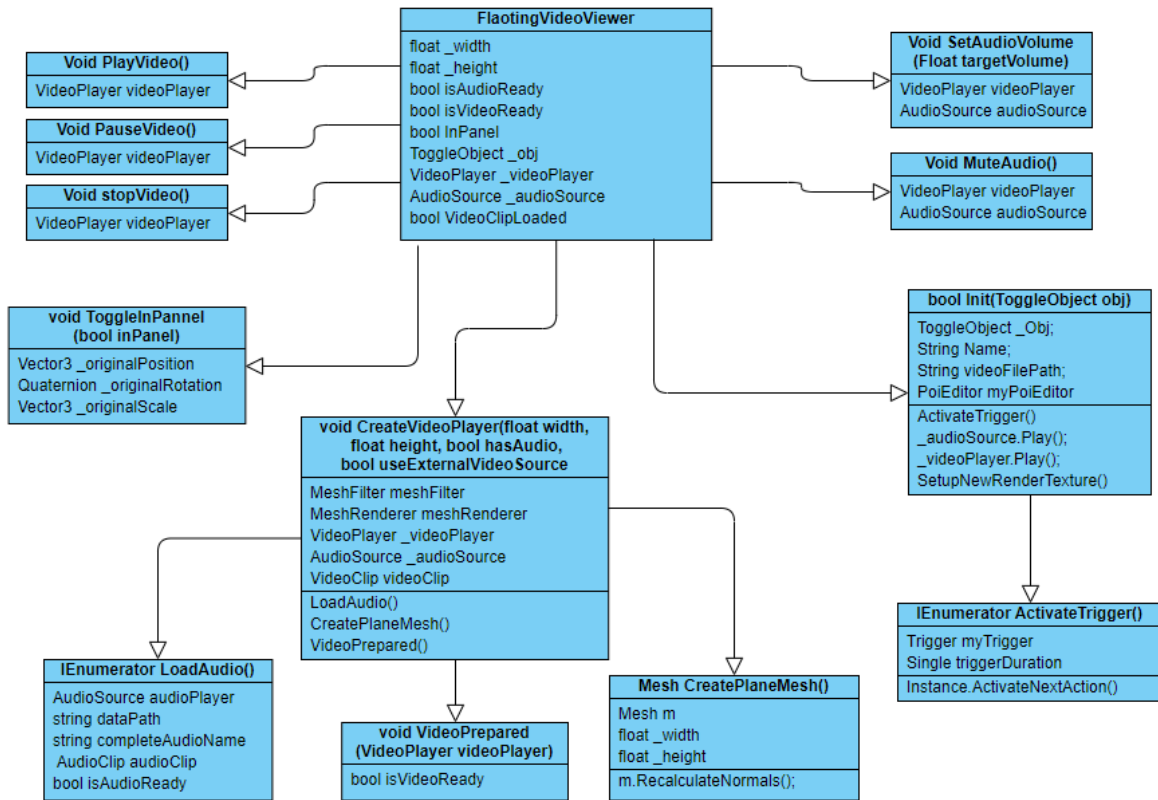 FlaotingVideoViewer
float _width
float _height
bool isAudioReady
bool isVideoReady
bool InPanel
ToggleObject _obj
VideoPlayer _videoPlayer
AudioSource _audioSource
bool VideoClipLoaded
Void PlayVideo()
VideoPlayer videoPlayer
Void PauseVideo()
VideoPlayer videoPlayer
Void stopVideo()
VideoPlayer videoPlayer
Void SetAudioVolume
(Float targetVolume)
VideoPlayer videoPlayer
AudioSource audioSource
Void MuteAudio()
VideoPlayer videoPlayer
AudioSource audioSource
void ToggleInPannel
(bool inPanel)
Vector3 _originalPosition
Quaternion _originalRotation
Vector3 _originalScale
bool Init(ToggleObject obj)
ToggleObject _Obj;
String Name;
String videoFilePath;
PoiEditor myPoiEditor
ActivateTrigger()
_audioSource.Play();
_videoPlayer.Play();
SetupNewRenderTexture()
void CreateVideoPlayer(float width,
float height, bool hasAudio,
bool useExternalVideoSource
MeshFilter meshFilter
MeshRenderer meshRenderer
VideoPlayer _videoPlayer
AudioSource _audioSource
VideoClip videoClip
LoadAudio()
CreatePlaneMesh()
VideoPrepared()
IEnumerator LoadAudio()
AudioSource audioPlayer
string dataPath
string completeAudioName
AudioClip audioClip
bool isAudioReady
void VideoPrepared
(VideoPlayer videoPlayer)
bool isVideoReady
Mesh CreatePlaneMesh()
Mesh m
float _width
float _height
m.RecalculateNormals();
IEnumerator ActivateTrigger()
Trigger myTrigger
Single triggerDuration
Instance.ActivateNextAction()